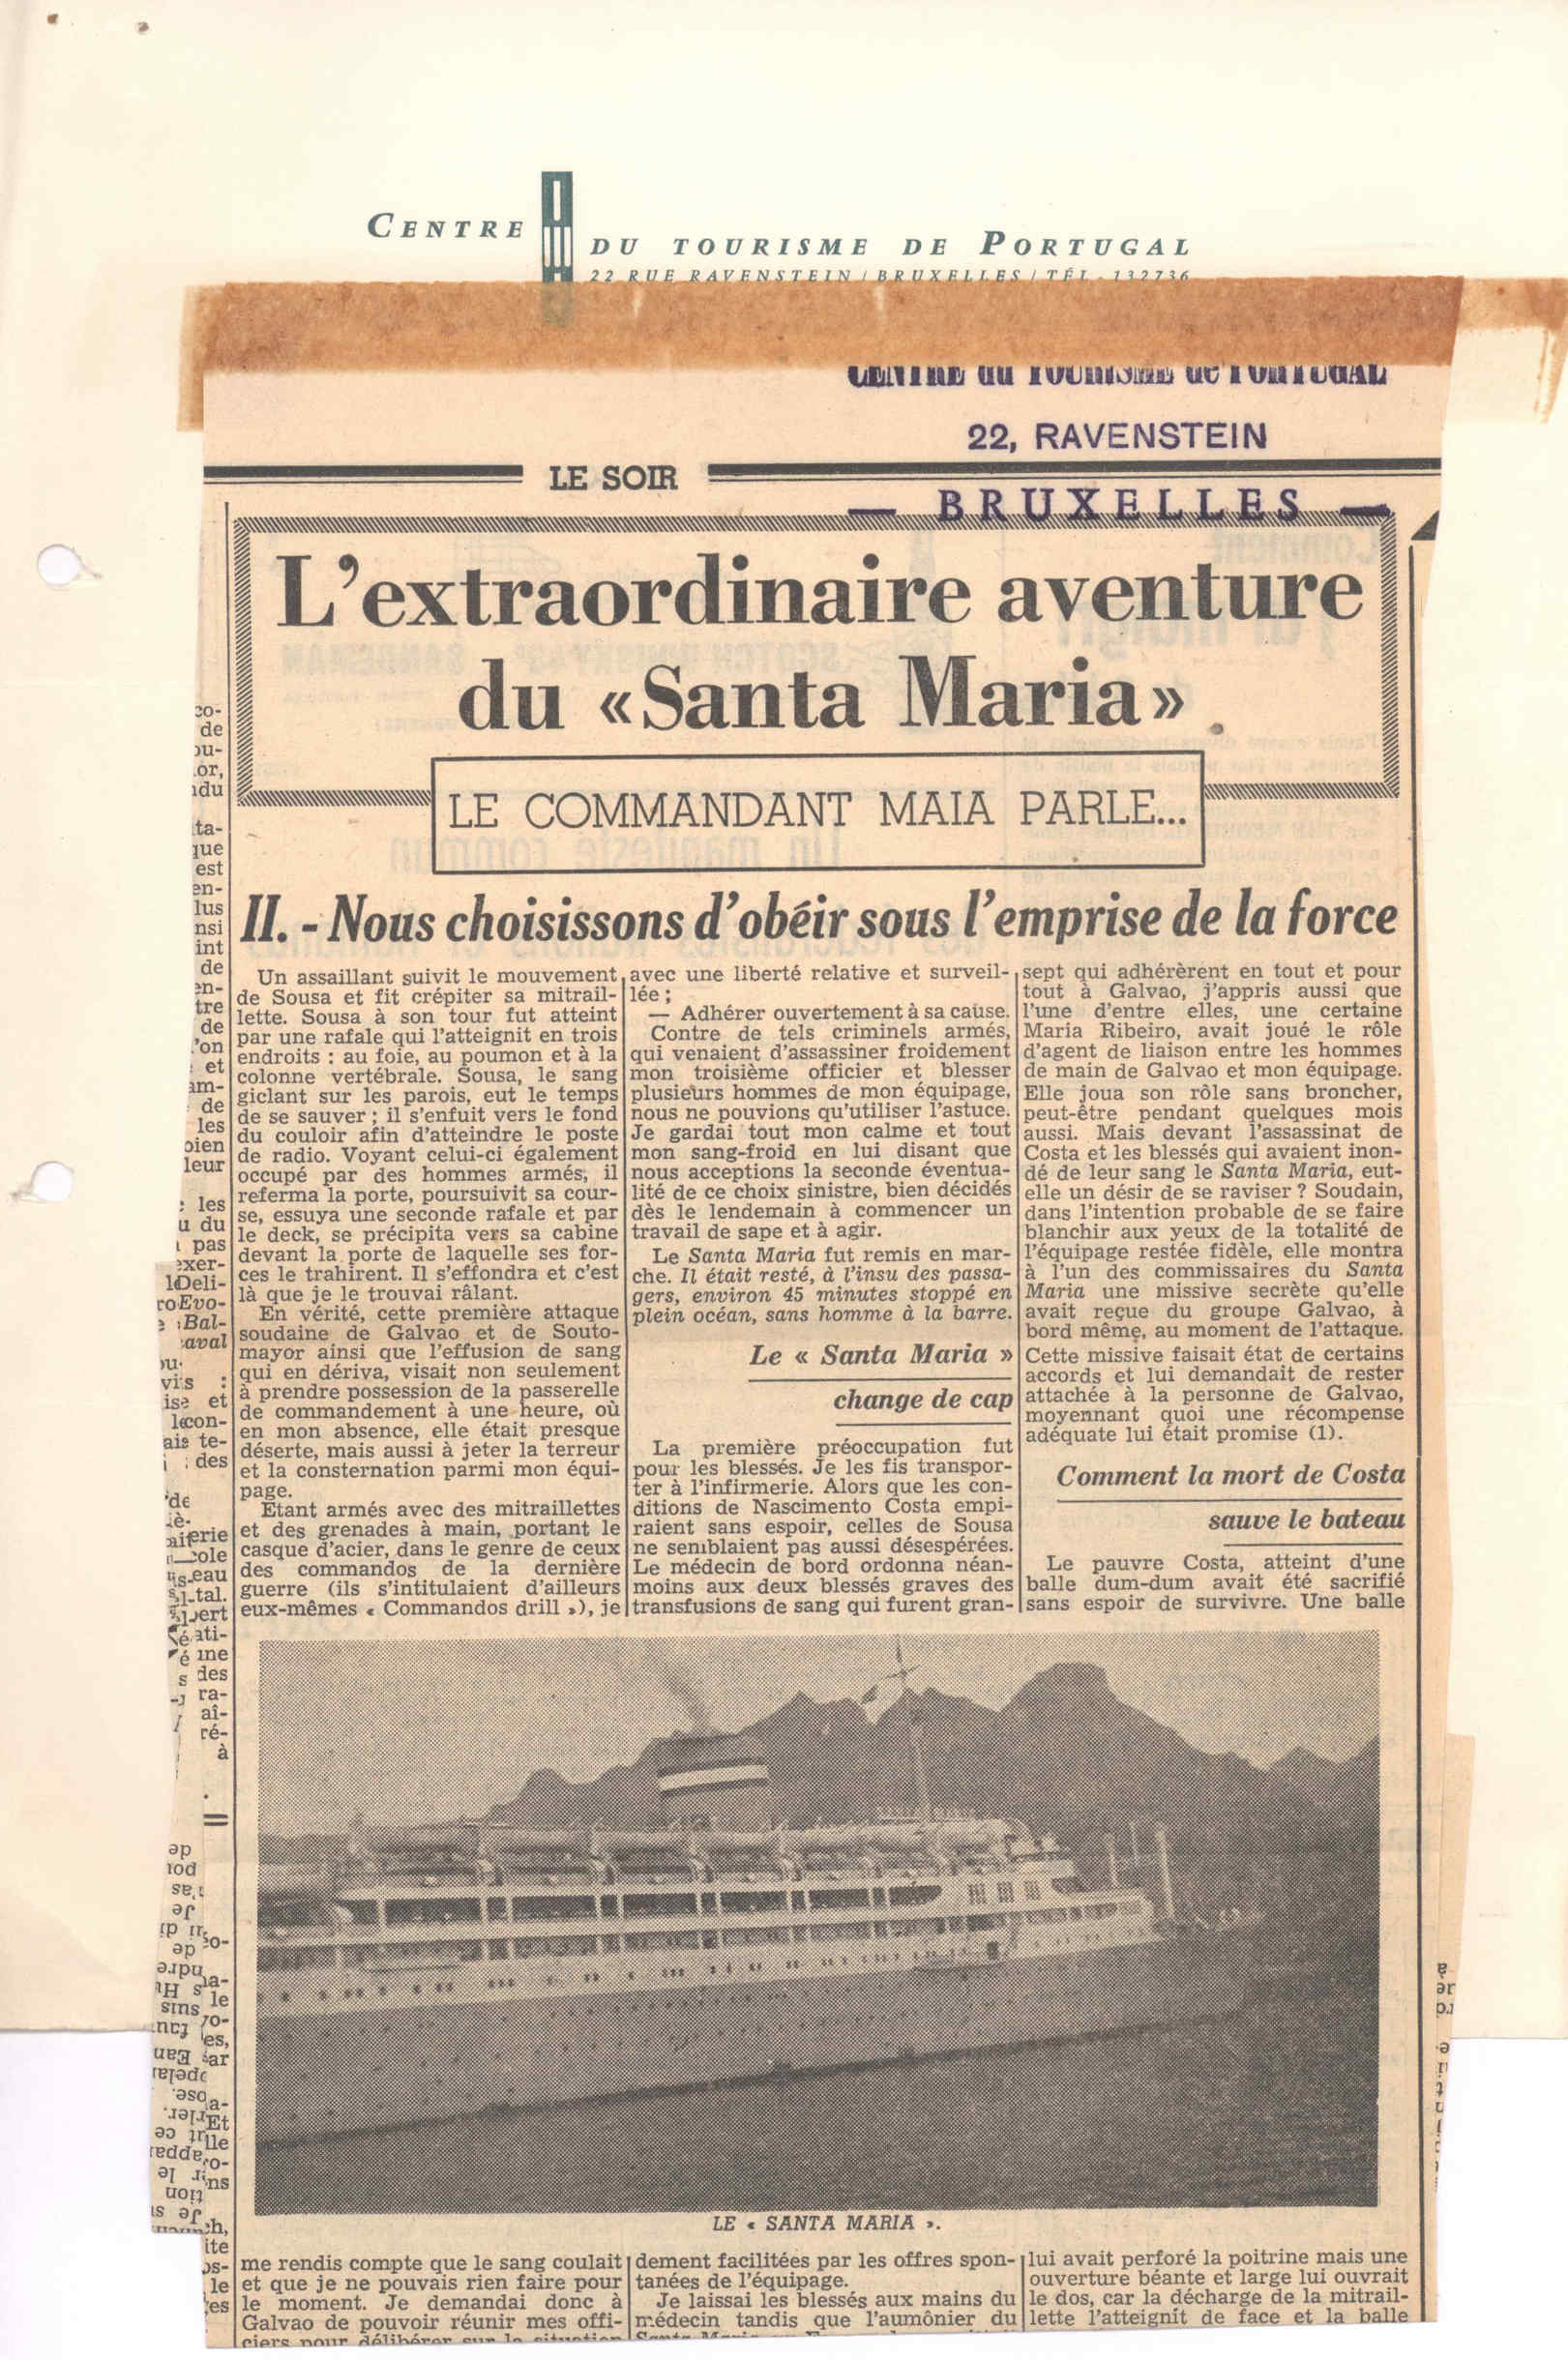 CENTRE DU TOURISME DE PORTUGAL
22 RUE RAVENSTEIN / BRUXELLES / TÉL. 132736
CENTRE du TOURISME de PORTUGAL
22, RAVENSTEIN
— BRUXELLES —
LE SOIR
L'extraordinaire aventure
du «Santa Maria»
LE COMMANDANT MAIA PARLE...
II. - Nous choisissons d'obéir sous l'emprise de la force
Un assaillant suivit le mouvement
de Sousa et fit crépiter sa mitrail-
lette. Sousa à son tour fut atteint
par une rafale qui l'atteignit en trois
endroits : au foie, au poumon et à la
colonne vertébrale. Sousa, le sang
giclant sur les parois, eut le temps
de se sauver ; il s'enfuit vers le fond
du couloir afin d'atteindre le poste
de radio. Voyant celui-ci également
occupé par des hommes armés, il
referma la porte, poursuivit sa cour-
se, essuya une seconde rafale et par
le deck, se précipita vers sa cabine
devant la porte de laquelle ses for-
ces le trahirent. Il s'effondra et c'est
là que je le trouvai râlant.
En vérité, cette première attaque
soudaine de Galvao et de Souto-
mayor ainsi que l'effusion de sang
qui en dériva, visait non seulement
à prendre possession de la passerelle
de commandement à une heure, où
en mon absence, elle était presque
déserte, mais aussi à jeter la terreur
et la consternation parmi mon équi-
page.
Etant armés avec des mitraillettes
et des grenades à main, portant le
casque d'acier, dans le genre de ceux
des commandos de la dernière
guerre (ils s'intitulaient d'ailleurs
eux-mêmes « Commandos drill »), je
avec une liberté relative et surveil-
lée ;
— Adhérer ouvertement à sa cause.
Contre de tels criminels armés,
qui venaient d'assassiner froidement
mon troisième officier et blesser
plusieurs hommes de mon équipage,
nous ne pouvions qu'utiliser l'astuce.
Je gardai tout mon calme et tout
mon sang-froid en lui disant que
nous acceptions la seconde éventua-
lité de ce choix sinistre, bien décidés
dès le lendemain à commencer un
travail de sape et à agir.
Le Santa Maria fut remis en mar-
che. Il était resté, à l'insu des passa-
gers, environ 45 minutes stoppé en
plein océan, sans homme à la barre.
Le « Santa Maria »
change de cap
La première préoccupation fut
pour les blessés. Je les fis transpor-
ter à l'infirmerie. Alors que les con-
ditions de Nascimento Costa empi-
raient sans espoir, celles de Sousa
ne semblaient pas aussi désespérées.
Le médecin de bord ordonna néan-
moins aux deux blessés graves des
transfusions de sang qui furent gran-
sept qui adhérèrent en tout et pour
tout à Galvao, j'appris aussi que
l'une d'entre elles, une certaine
Maria Ribeiro, avait joué le rôle
d'agent de liaison entre les hommes
de main de Galvao et mon équipage.
Elle joua son rôle sans broncher,
peut-être pendant quelques mois
aussi. Mais devant l'assassinat de
Costa et les blessés qui avaient inon-
dé de leur sang le Santa Maria, eut-
elle un désir de se raviser ? Soudain,
dans l'intention probable de se faire
blanchir aux yeux de la totalité de
l'équipage restée fidèle, elle montra
à l'un des commissaires du Santa
Maria une missive secrète qu'elle
avait reçue du groupe Galvao, à
bord même, au moment de l'attaque.
Cette missive faisait état de certains
accords et lui demandait de rester
attachée à la personne de Galvao,
moyennant quoi une récompense
adéquate lui était promise (1).
Comment la mort de Costa
sauve le bateau
Le pauvre Costa, atteint d'une
balle dum-dum avait été sacrifié
sans espoir de survivre. Une balle
LE « SANTA MARIA ».
me rendis compte que le sang coulait
et que je ne pouvais rien faire pour
le moment. Je demandai donc à
Galvao de pouvoir réunir mes offi-
ciers pour délibérer sur la situation
dement facilitées par les offres spon-
tanées de l'équipage.
Je laissai les blessés aux mains du
médecin tandis que l'aumônier du
lui avait perforé la poitrine mais une
ouverture béante et large lui ouvrait
le dos, car la décharge de la mitrail-
lette l'atteignit de face et la balle